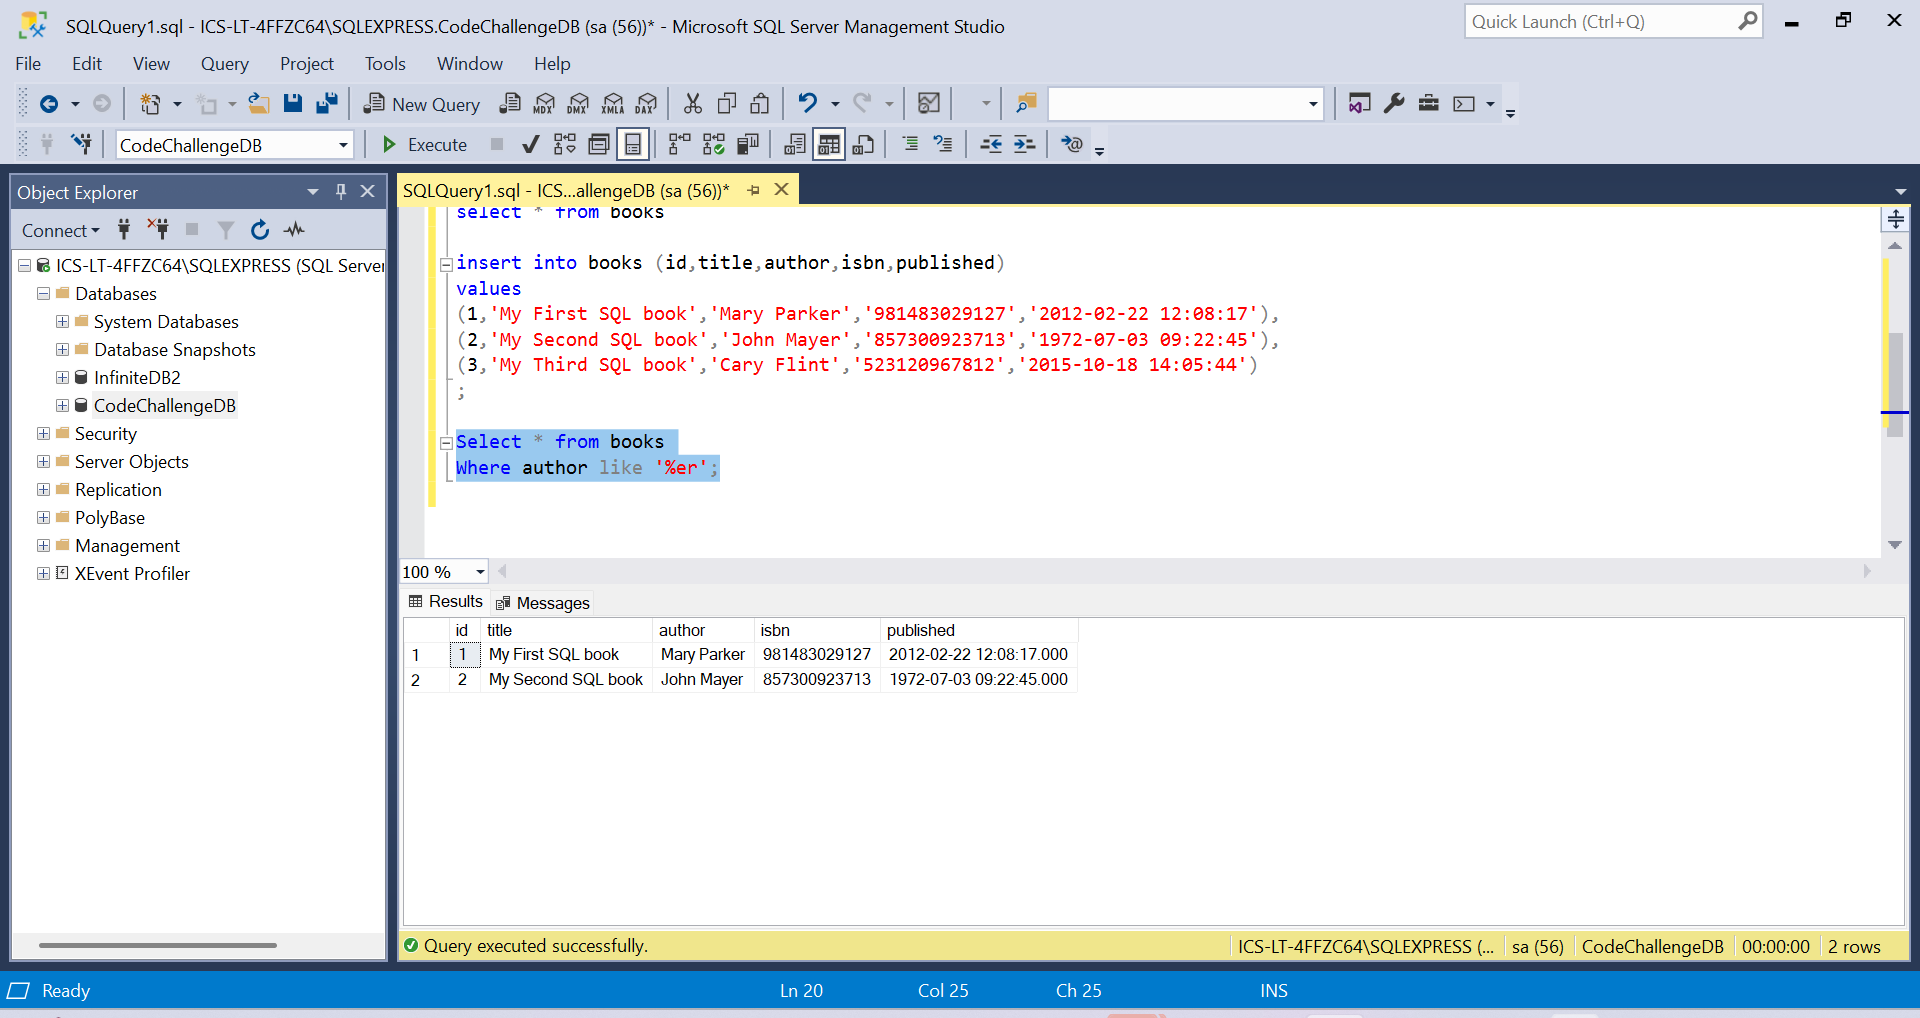 SQLQuery1.sql - ICS-LT-4FFZC64\SQLEXPRESS.CodeChallengeDB (sa (56))* - Microsoft SQL Server Management Studio
Quick Launch (Ctrl+Q)
File Edit View Query Project Tools Window Help
New Query MDX DMX XMLA DAX
CodeChallengeDB Execute
Object Explorer
Connect
ICS-LT-4FFZC64\SQLEXPRESS (SQL Server
Databases
System Databases
Database Snapshots
InfiniteDB2
CodeChallengeDB
Security
Server Objects
Replication
PolyBase
Management
XEvent Profiler
SQLQuery1.sql - ICS...allengeDB (sa (56))*
select * from books
insert into books (id,title,author,isbn,published)
values
(1,'My First SQL book','Mary Parker','981483029127','2012-02-22 12:08:17'),
(2,'My Second SQL book','John Mayer','857300923713','1972-07-03 09:22:45'),
(3,'My Third SQL book','Cary Flint','523120967812','2015-10-18 14:05:44')
;
Select * from books
Where author like '%er';
100 %
Results Messages
id title author isbn published
1 1 My First SQL book Mary Parker 981483029127 2012-02-22 12:08:17.000
2 2 My Second SQL book John Mayer 857300923713 1972-07-03 09:22:45.000
Query executed successfully. ICS-LT-4FFZC64\SQLEXPRESS (... sa (56) CodeChallengeDB 00:00:00 2 rows
Ready Ln 20 Col 25 Ch 25 INS